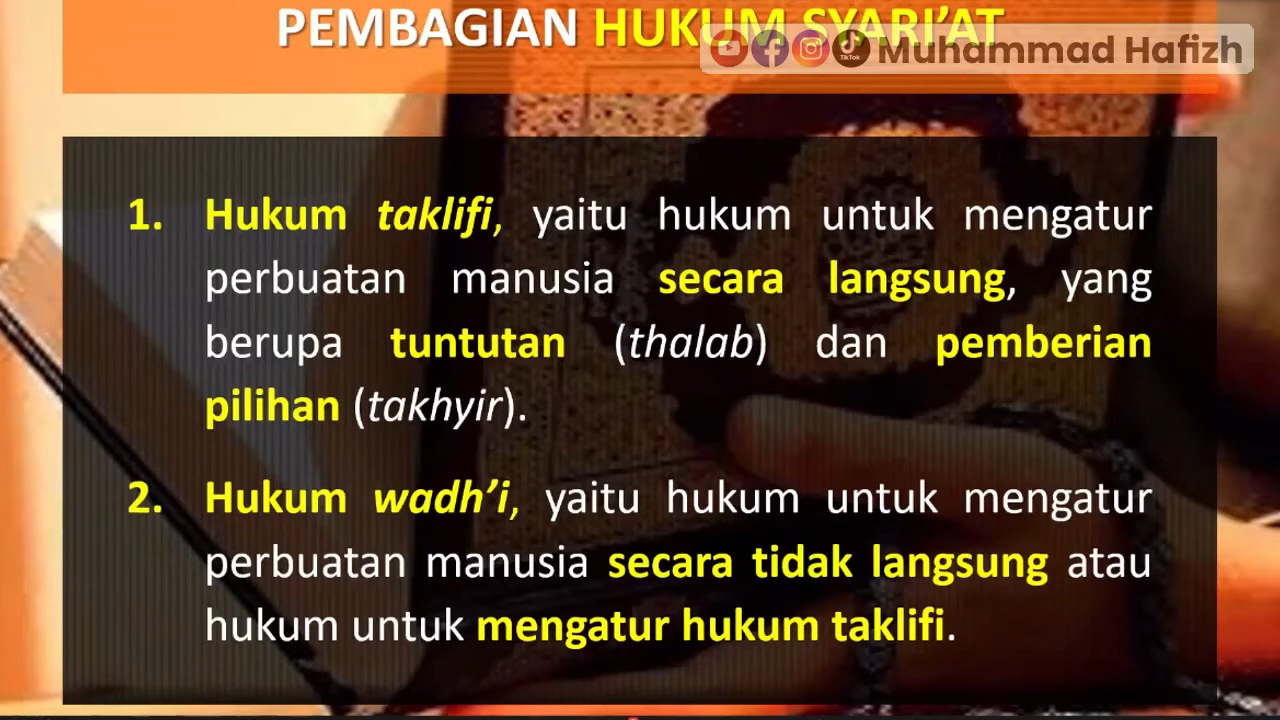 PEMBAGIAN HUKUM SYARI’AT
TikTok
Muhammad Hafizh
1. Hukum taklifi, yaitu hukum untuk mengatur
perbuatan manusia secara langsung, yang
berupa tuntutan (thalab) dan pemberian
pilihan (takhyir).
2. Hukum wadh’i, yaitu hukum untuk mengatur
perbuatan manusia secara tidak langsung atau
hukum untuk mengatur hukum taklifi.